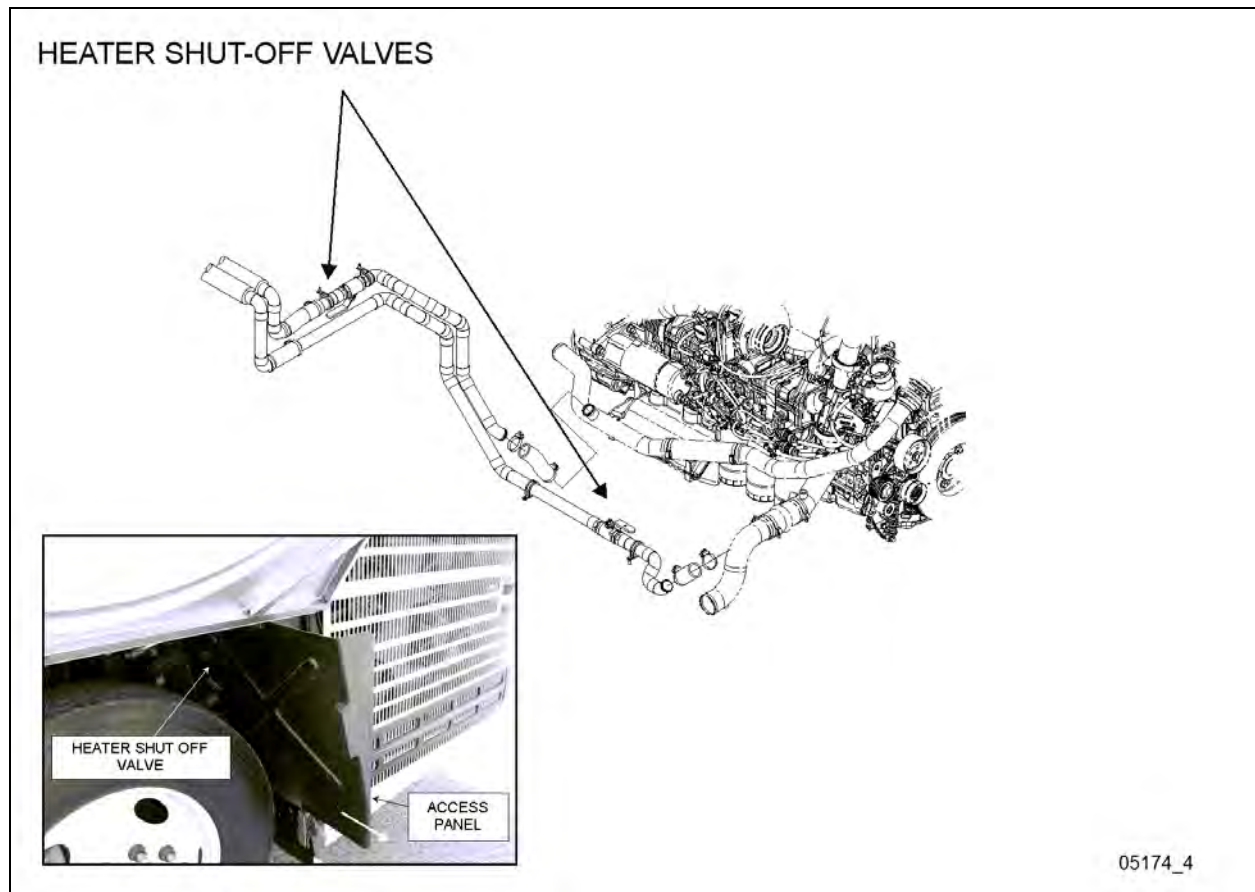 HEATER SHUT-OFF VALVES
HEATER SHUT OFF
VALVE
ACCESS
PANEL
05174_4